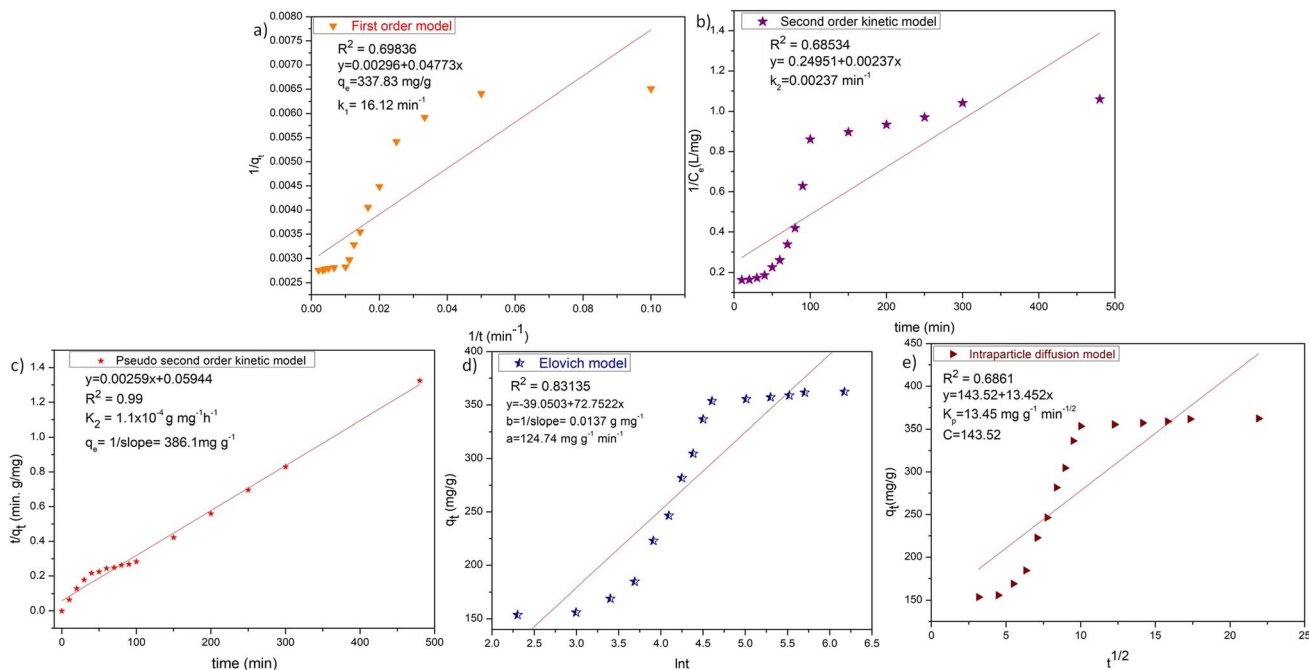 a)
First order model
R² = 0.69836
y=0.00296+0.04773x
qₑ=337.83 mg/g
k₁= 16.12 min⁻¹
0.0080
0.0075
0.0070
0.0065
0.0060
0.0055
0.0050
0.0045
0.0040
0.0035
0.0030
0.0025
1/qₜ
0.00 0.02 0.04 0.06 0.08 0.10
1/t (min⁻¹)
b)
Second order kinetic model
R² = 0.68534
y= 0.24951+0.00237x
k₂=0.00237 min⁻¹
1.4
1.2
1.0
0.8
0.6
0.4
0.2
1/Cₑ(L/mg)
0 100 200 300 400 500
time (min)
c)
Pseudo second order kinetic model
y=0.00259x+0.05944
R² = 0.99
K₂ = 1.1x10⁻⁴ g mg⁻¹h⁻¹
qₑ = 1/slope= 386.1mg g⁻¹
1.4
1.2
1.0
0.8
0.6
0.4
0.2
0.0
t/qₜ (min. g/mg)
0 100 200 300 400 500
time (min)
d)
Elovich model
R² = 0.83135
y=-39.0503+72.7522x
b=1/slope= 0.0137 g mg⁻¹
a=124.74 mg g⁻¹ min⁻¹
400
350
300
250
200
150
qₜ (mg/g)
2.0 2.5 3.0 3.5 4.0 4.5 5.0 5.5 6.0 6.5
lnt
e)
Intraparticle diffusion model
R² = 0.6861
y=143.52+13.452x
Kₚ=13.45 mg g⁻¹ min⁻¹/²
C=143.52
450
400
350
300
250
200
150
qₜ(mg/g)
0 5 10 15 20 25
t¹/²